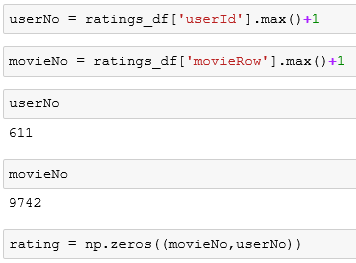 userNo = ratings_df['userId'].max()+1
movieNo = ratings_df['movieRow'].max()+1
userNo
611
movieNo
9742
rating = np.zeros((movieNo,userNo))